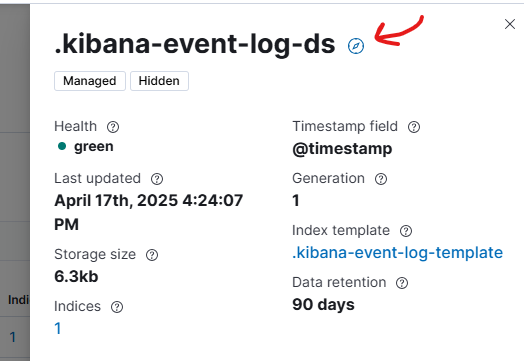 .kibana-event-log-ds
Managed Hidden
Health
green
Last updated
April 17th, 2025 4:24:07
PM
Storage size
6.3kb
Indices
1
Timestamp field
@timestamp
Generation
1
Index template
.kibana-event-log-template
Data retention
90 days
Indi
1